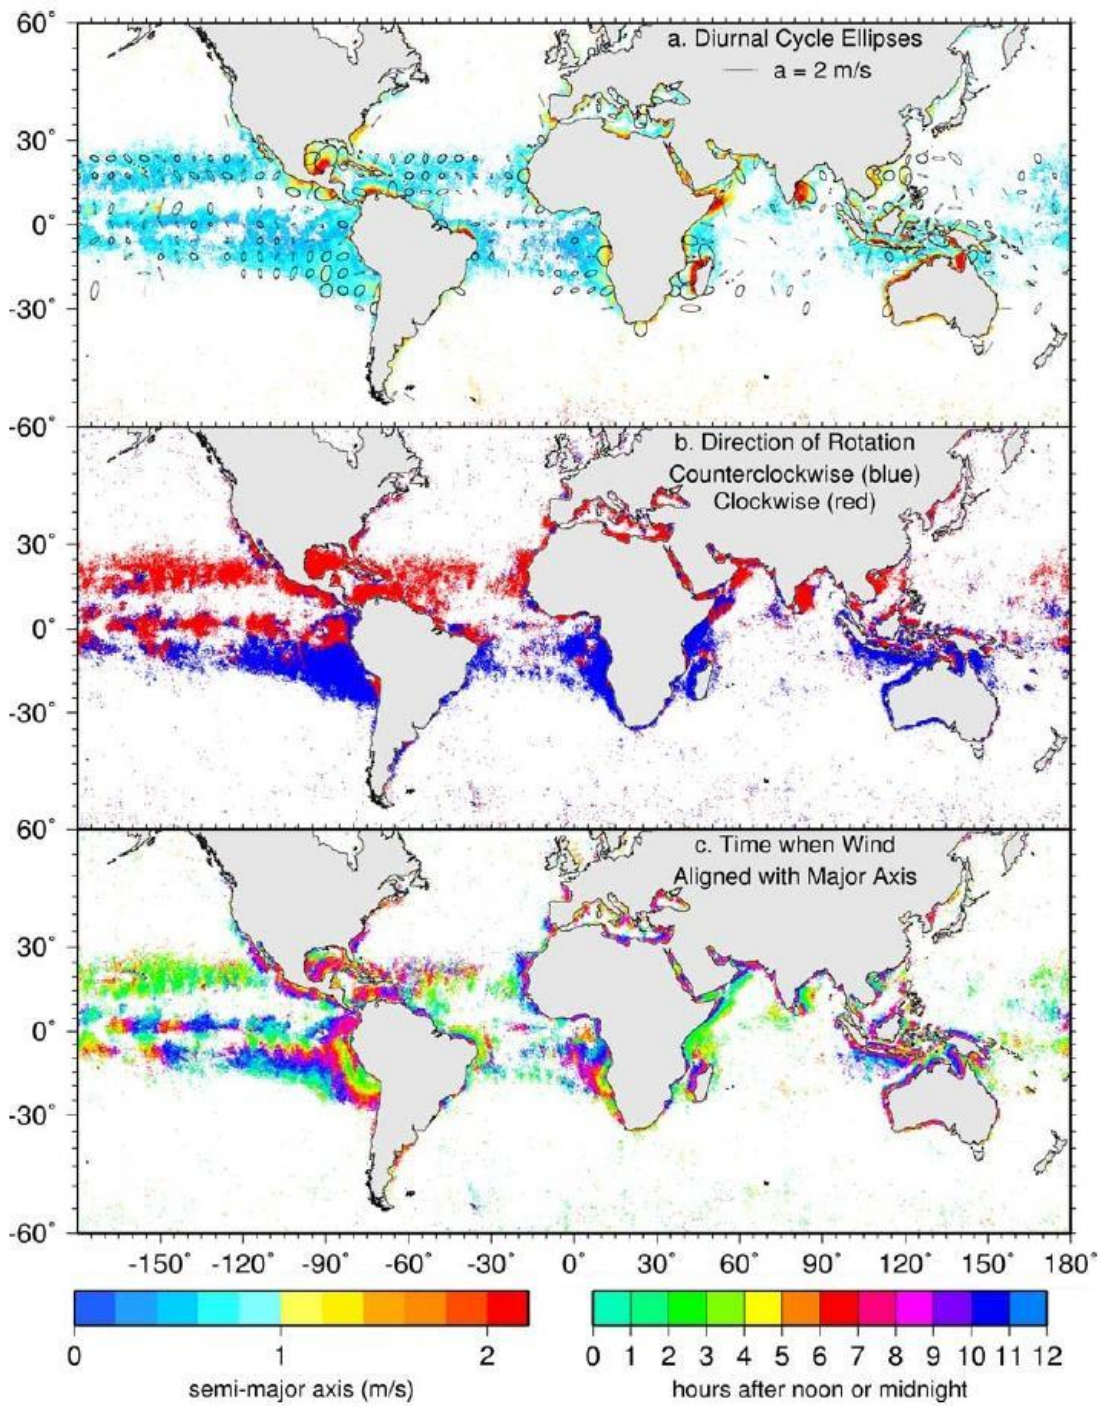 60°
a. Diurnal Cycle Ellipses
a = 2 m/s
30°
0°
-30°
-60°
b. Direction of Rotation
Counterclockwise (blue)
Clockwise (red)
30°
0°
-30°
60°
c. Time when Wind
Aligned with Major Axis
30°
0°
-30°
-60°
-150° -120° -90° -60° -30° 0° 30° 60° 90° 120° 150° 180°
0 1 2
semi-major axis (m/s)
0 1 2 3 4 5 6 7 8 9 10 11 12
hours after noon or midnight